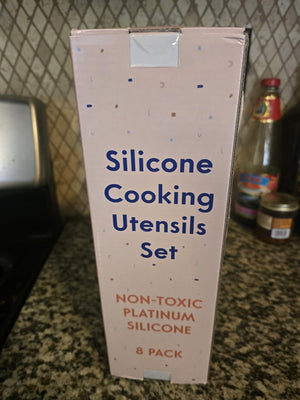 Silicone
Cooking
Utensils
Set
NON-TOXIC
PLATINUM
SILICONE
8 PACK